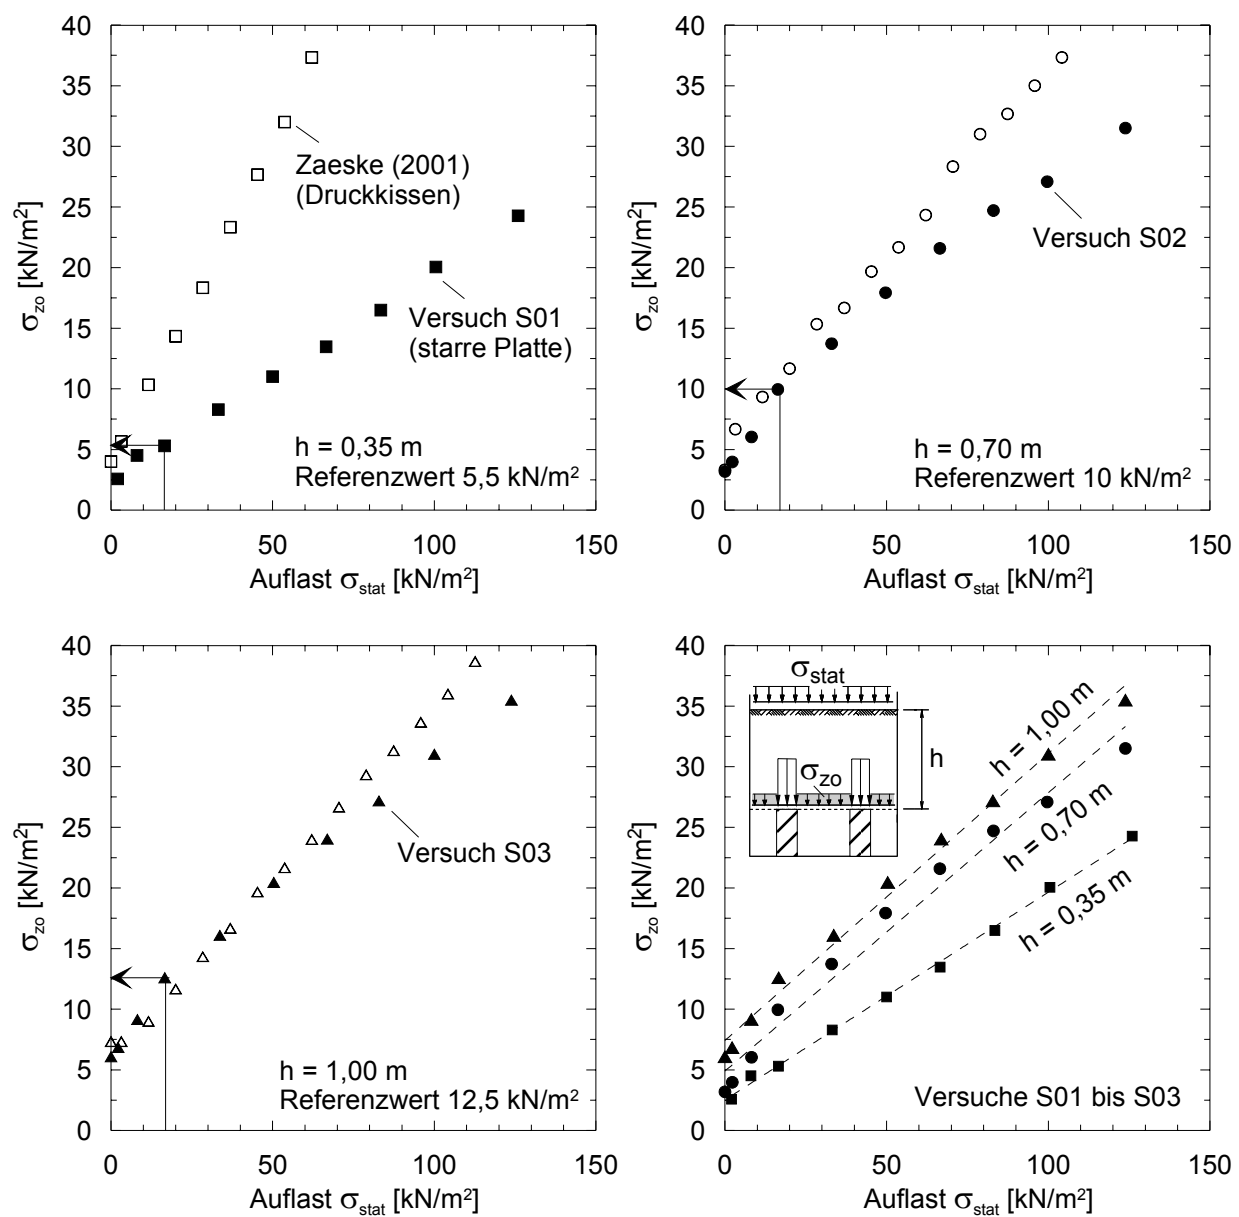 40
35
30
25
20
15
10
5
0
σzo [kN/m²]
Zaeske (2001)
(Druckkissen)
Versuch S01
(starre Platte)
h = 0,35 m
Referenzwert 5,5 kN/m²
0 50 100 150
Auflast σstat [kN/m²]
40
35
30
25
20
15
10
5
0
σzo [kN/m²]
Versuch S02
h = 0,70 m
Referenzwert 10 kN/m²
0 50 100 150
Auflast σstat [kN/m²]
40
35
30
25
20
15
10
5
0
σzo [kN/m²]
Versuch S03
h = 1,00 m
Referenzwert 12,5 kN/m²
0 50 100 150
Auflast σstat [kN/m²]
40
35
30
25
20
15
10
5
0
σzo [kN/m²]
σstat
h
σzo
h = 1,00 m
h = 0,70 m
h = 0,35 m
Versuche S01 bis S03
0 50 100 150
Auflast σstat [kN/m²]